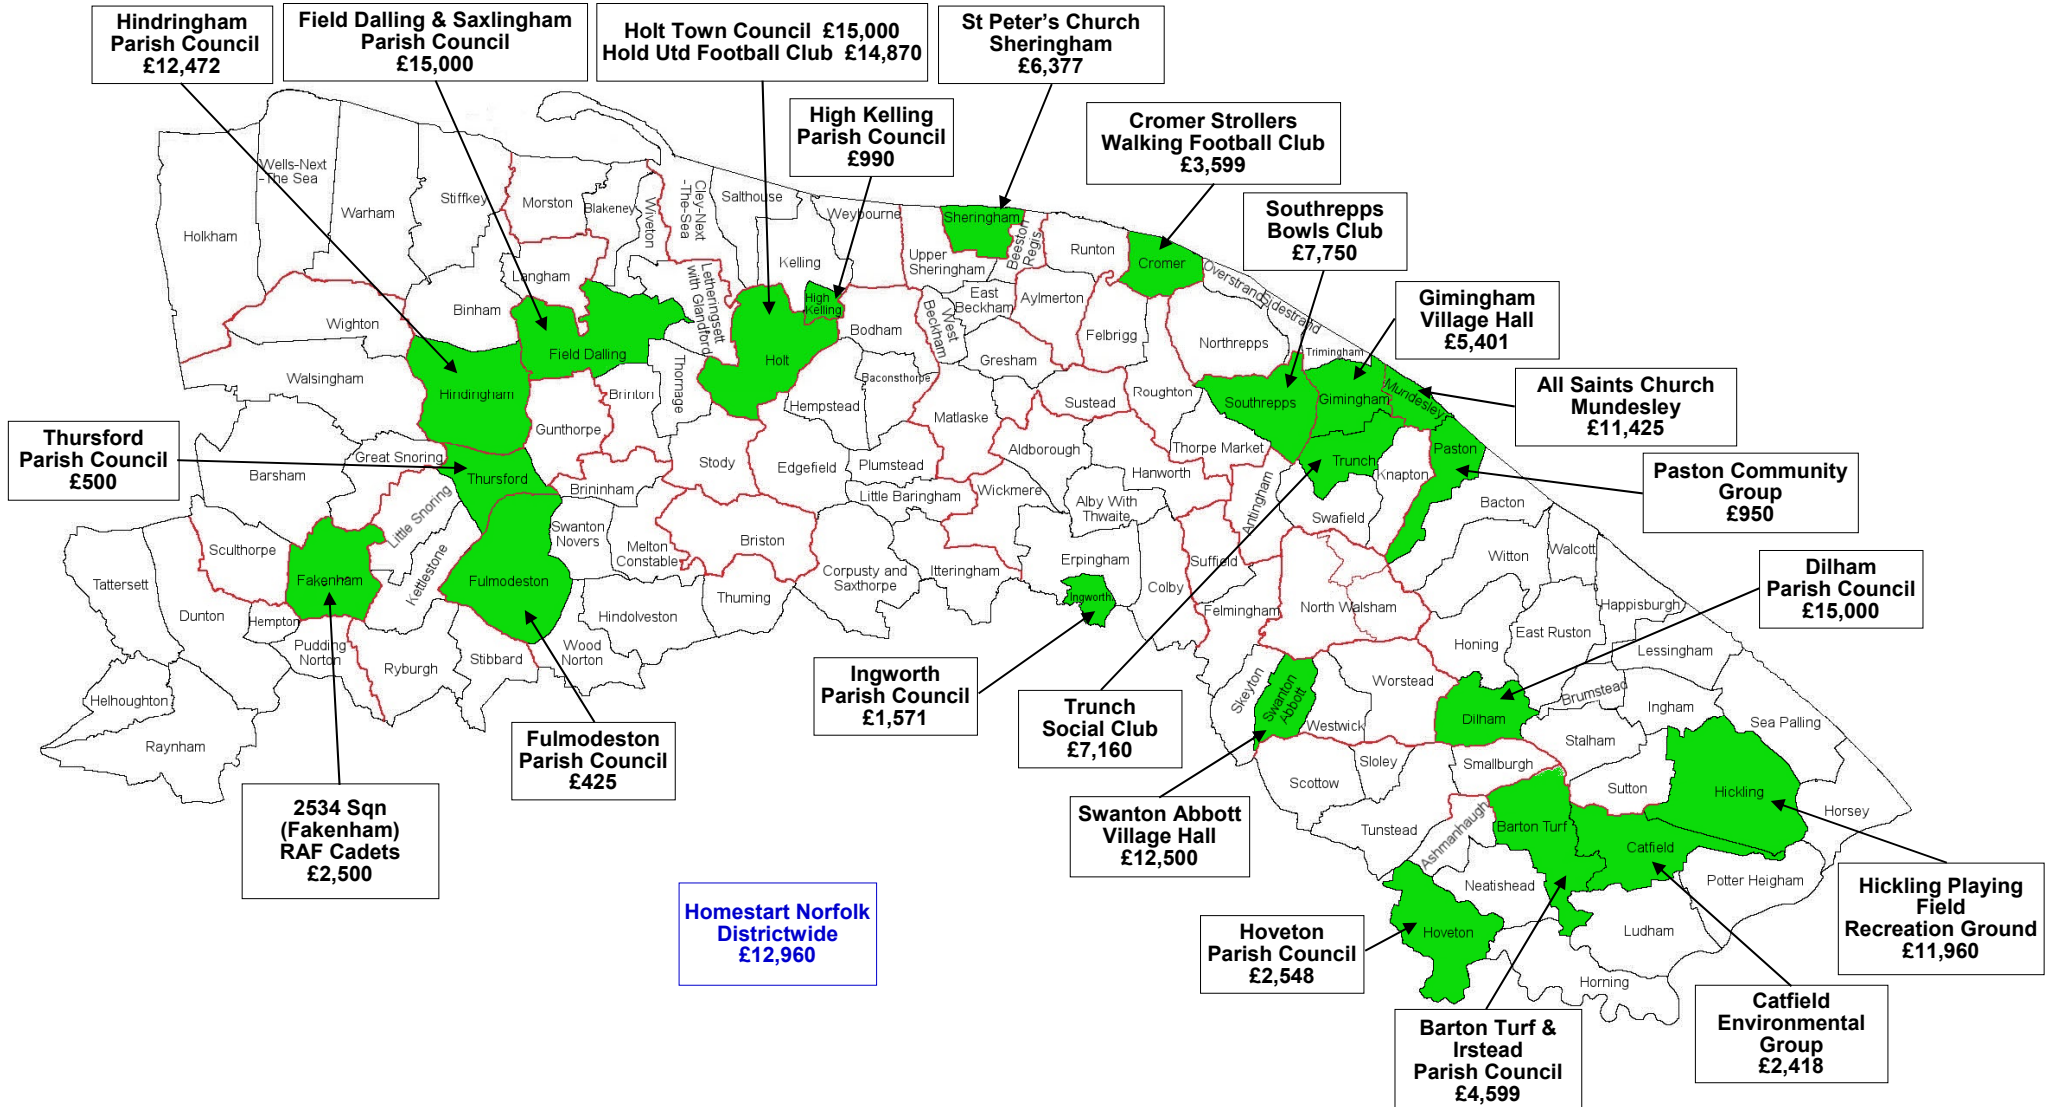 Hindringham
Parish Council
£12,472
Field Dalling & Saxlingham
Parish Council
£15,000
Holt Town Council £15,000
Hold Utd Football Club £14,870
St Peter's Church
Sheringham
£6,377
High Kelling
Parish Council
£990
Cromer Strollers
Walking Football Club
£3,599
Southrepps
Bowls Club
£7,750
Gimingham
Village Hall
£5,401
All Saints Church
Mundesley
£11,425
Paston Community
Group
£950
Dilham
Parish Council
£15,000
Thursford
Parish Council
£500
2534 Sqn
(Fakenham)
RAF Cadets
£2,500
Fulmodeston
Parish Council
£425
Ingworth
Parish Council
£1,571
Trunch
Social Club
£7,160
Swanton Abbott
Village Hall
£12,500
Homestart Norfolk
Districtwide
£12,960
Hoveton
Parish Council
£2,548
Barton Turf &
Irstead
Parish Council
£4,599
Catfield
Environmental
Group
£2,418
Hickling Playing
Field
Recreation Ground
£11,960
Holkham
Wells-Next
-The Sea
Warham
Stiffkey
Morston
Blakeney
Wiveton
Cley-Next
-The-Sea
Salthouse
Weybourne
Kelling
Sheringham
Upper
Sheringham
Beeston
Regis
Runton
Cromer
Overstrand
Sidestrand
Langham
Binham
Wighton
Letheringsett
with Glandford
High
Kelling
Bodham
West
Beckham
East
Beckham
Aylmerton
Felbrigg
Northrepps
Trimingham
Walsingham
Hindingham
Field Dalling
Thornage
Brinton
Gunthorpe
Holt
Baconsthorpe
Hempstead
Gresham
Matlaske
Sustead
Roughton
Southrepps
Gimingham
Mundesley
Barsham
Great Snoring
Thursford
Little Snoring
Brininham
Stody
Edgefield
Plumstead
Little Baringham
Wickmere
Aldborough
Hanworth
Thorpe Market
Alby With
Thwaite
Antingham
Trunch
Knapton
Paston
Swafield
Bacton
Sculthorpe
Fakenham
Kettlestone
Fulmodeston
Swanton
Novers
Melton
Constable
Briston
Corpusty and
Saxthorpe
Itteringham
Erpingham
Ingworth
Colby
Suffield
Felmingham
North Walsham
Witton
Walcott
Happisburgh
Tattersett
Dunton
Hempton
Pudding
Norton
Ryburgh
Stibbard
Wood
Norton
Hindolveston
Thuming
Helhoughton
Raynham
Skeyton
Swanton
Abbott
Westwick
Worstead
Honing
East Ruston
Lessingham
Dilham
Brumstead
Ingham
Sea Palling
Stalham
Scottow
Sloley
Smallburgh
Sutton
Hickling
Horsey
Tunstead
Ashmanhaugh
Barton Turf
Catfield
Potter Heigham
Neatishead
Hoveton
Ludham
Horning